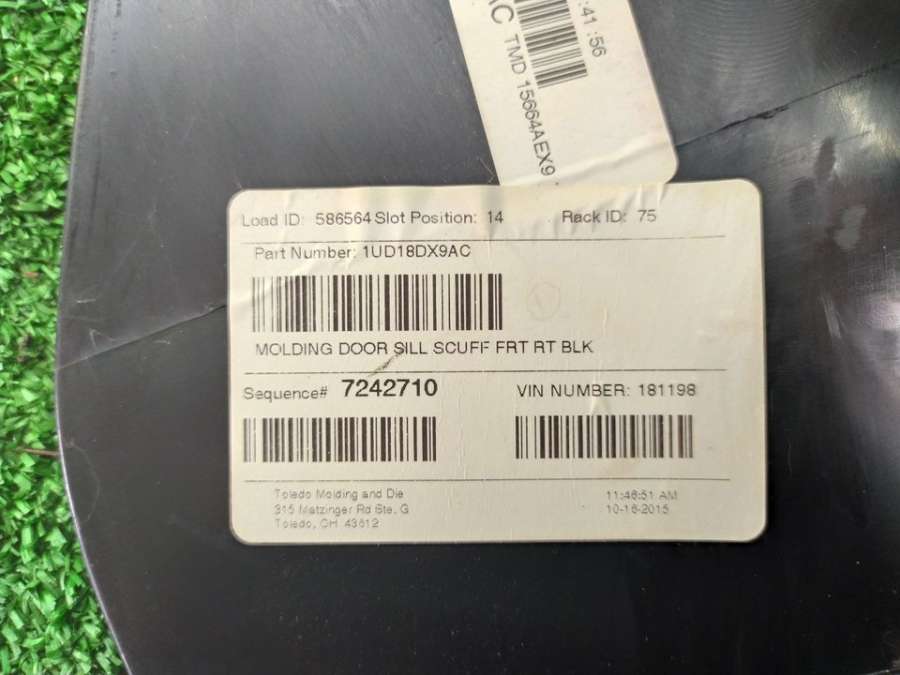 :41:56
AC TMD 15664AEX9
Load ID: 586564 Slot Position: 14 Rack ID: 75
Part Number: 1UD18DX9AC
MOLDING DOOR SILL SCUFF FRT RT BLK
Sequence# 7242710 VIN NUMBER: 181198
Toledo Molding and Die
315 Matzinger Rd Ste. G
Toledo, OH 43612
11:46:51 AM
10-16-2015